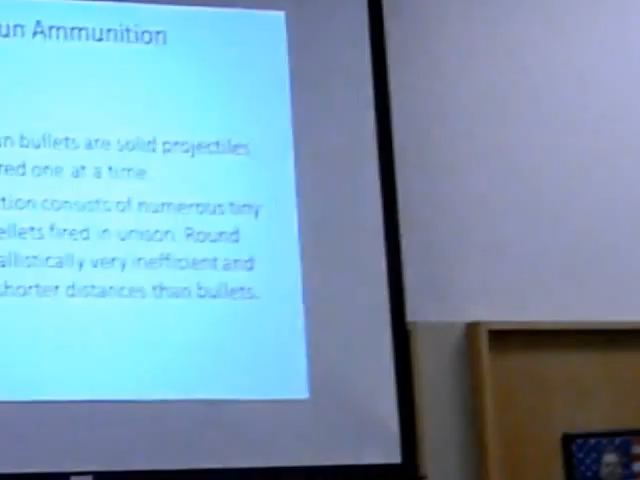 un Ammunition
n bullets are solid projectiles
red one at a time
tion consists of numerous tiny
ellets fired in unison. Round
allistically very inefficient and
shorter distances than bullets.